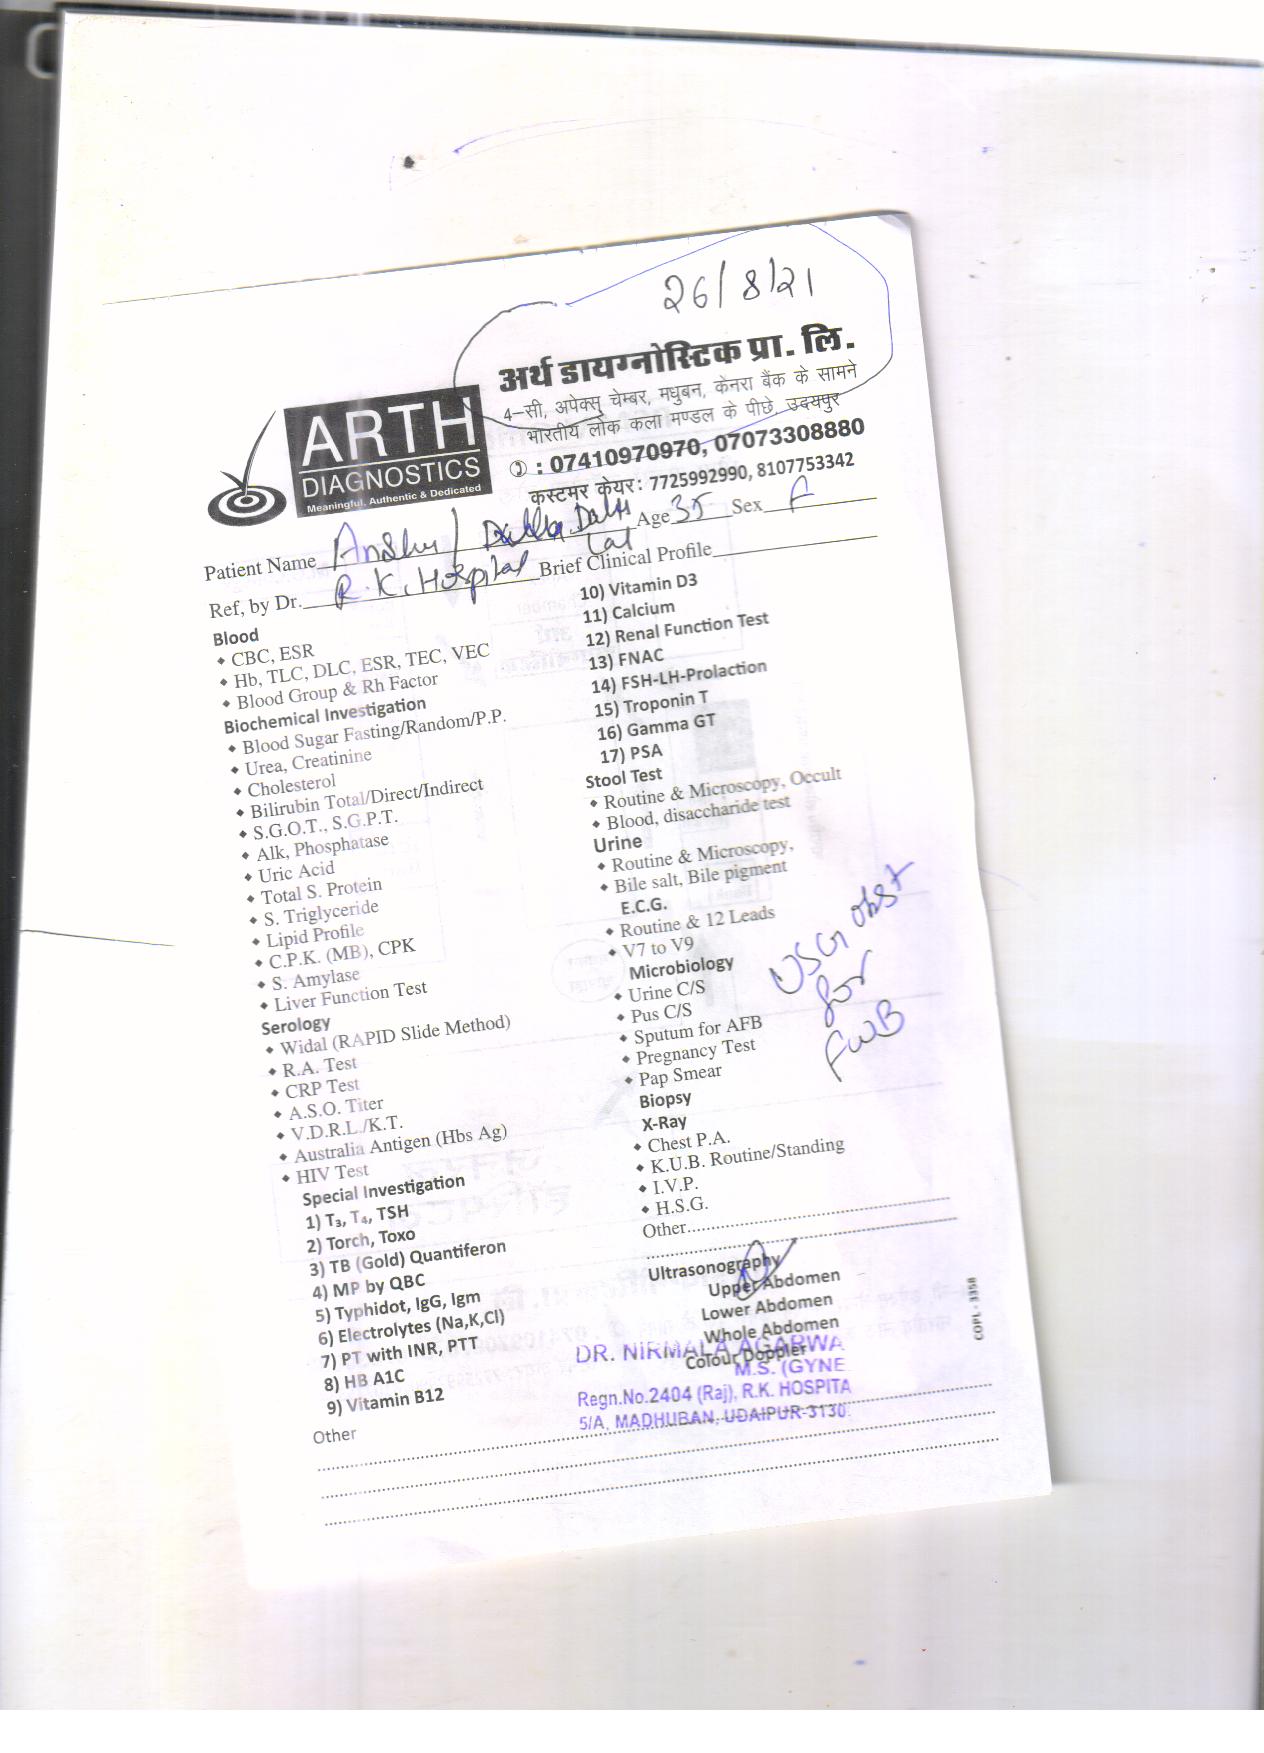 26/8/21
अर्थ डायग्नोस्टिक प्रा. लि.
4-सी, अपेक्स चेम्बर, मधुबन, केनरा बैंक के सामने
भारतीय लोक कला मण्डल के पीछे, उदयपुर
: 07410970970, 07073308880
कस्टमर केयर: 7725992990, 8107753342
ARTH
DIAGNOSTICS
Meaningful, Authentic & Dedicated
Patient Name Anshu / Lal Age 35 Sex F
Ref, by Dr. R.K. Hospital Brief Clinical Profile
Blood
• CBC, ESR
• Hb, TLC, DLC, ESR, TEC, VEC
• Blood Group & Rh Factor
Biochemical Investigation
• Blood Sugar Fasting/Random/P.P.
• Urea, Creatinine
• Cholesterol
• Bilirubin Total/Direct/Indirect
• S.G.O.T., S.G.P.T.
• Alk, Phosphatase
• Uric Acid
• Total S. Protein
• S. Triglyceride
• Lipid Profile
• C.P.K. (MB), CPK
• S. Amylase
• Liver Function Test
Serology
• Widal (RAPID Slide Method)
• R.A. Test
• CRP Test
• A.S.O. Titer
• V.D.R.L./K.T.
• Australia Antigen (Hbs Ag)
• HIV Test
Special Investigation
1) T₃, T₄, TSH
2) Torch, Toxo
3) TB (Gold) Quantiferon
4) MP by QBC
5) Typhidot, IgG, Igm
6) Electrolytes (Na,K,Cl)
7) PT with INR, PTT
8) HB A1C
9) Vitamin B12
Other
10) Vitamin D3
11) Calcium
12) Renal Function Test
13) FNAC
14) FSH-LH-Prolaction
15) Troponin T
16) Gamma GT
17) PSA
Stool Test
• Routine & Microscopy, Occult
• Blood, disaccharide test
Urine
• Routine & Microscopy,
• Bile salt, Bile pigment
E.C.G.
• Routine & 12 Leads
• V7 to V9
Microbiology
• Urine C/S
• Pus C/S
• Sputum for AFB
• Pregnancy Test
• Pap Smear
Biopsy
X-Ray
• Chest P.A.
• K.U.B. Routine/Standing
• I.V.P.
• H.S.G.
Other
USG obst
for
FWB
Ultrasonography
Upper Abdomen
Lower Abdomen
Whole Abdomen
Colour Doppler
DR. NIRMALA AGARWA
M.S. (GYNE
Regn.No.2404 (Raj), R.K. HOSPITA
5/A, MADHUBAN, UDAIPUR-3130
COPL - 3358